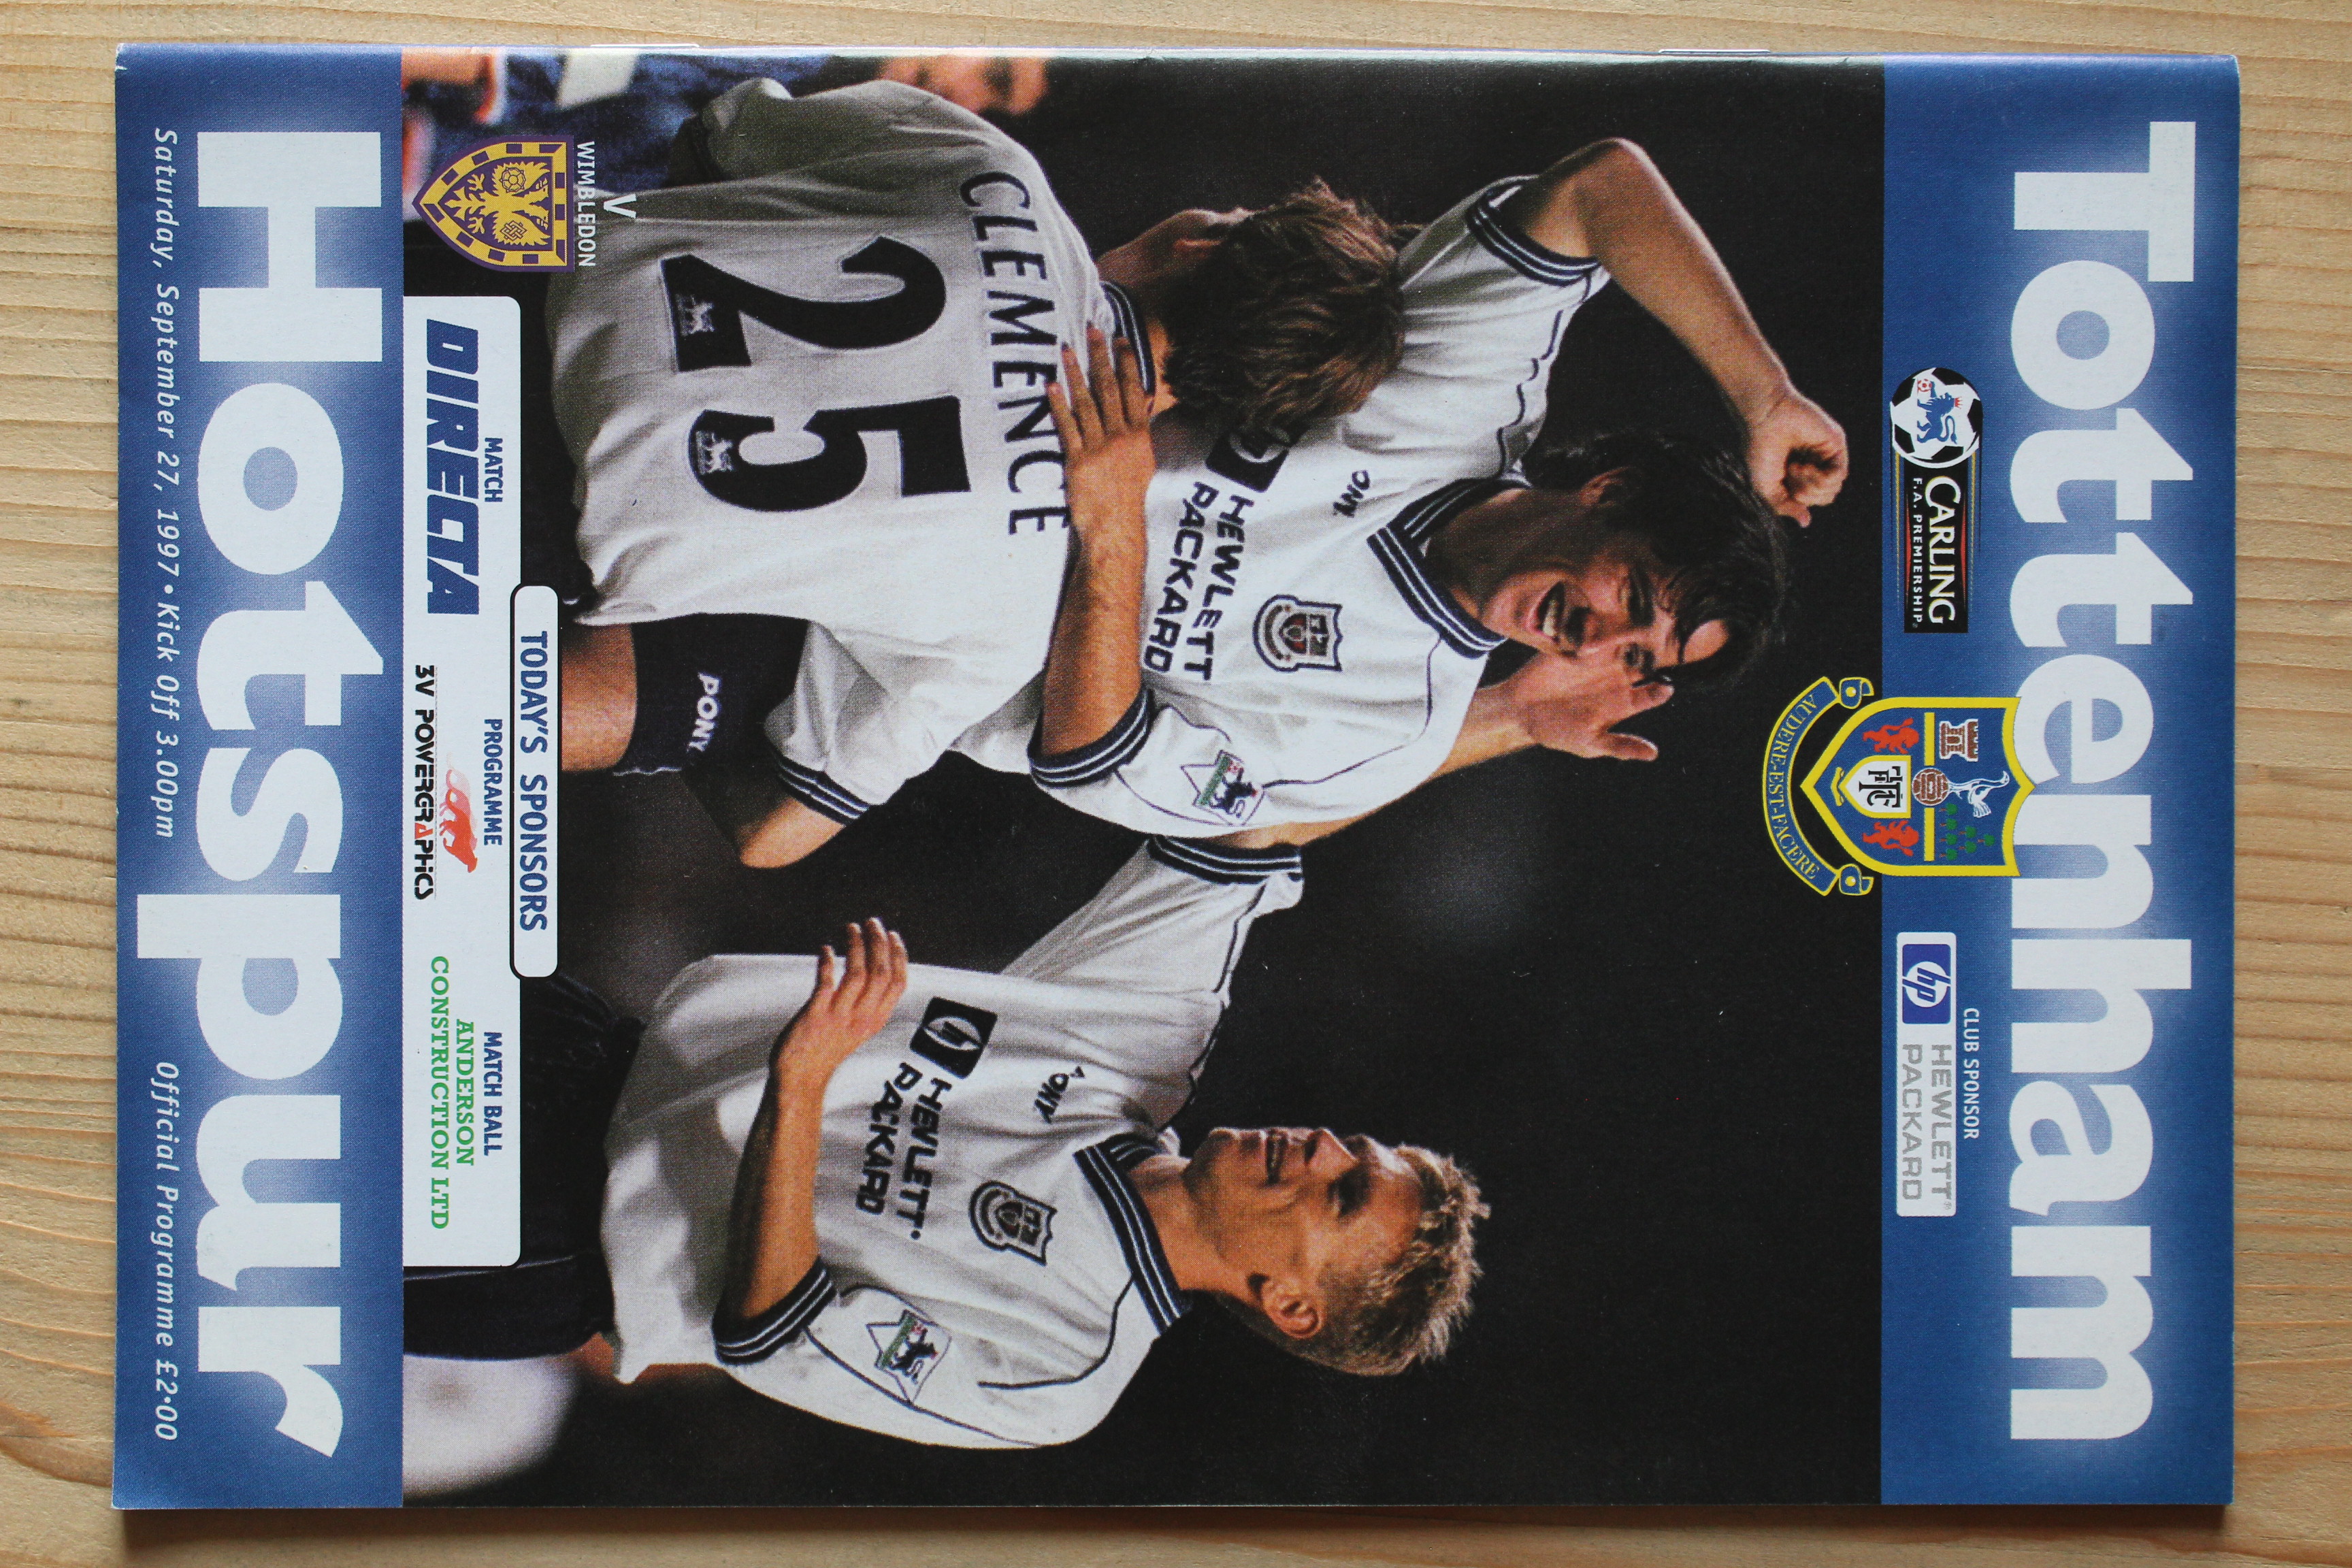 Tottenham
CARLING
F.A. PREMIERSHIP
CLUB SPONSOR
hp
HEWLETT®
PACKARD
THFC
AUDERE·EST·FACERE
PONY
HEWLETT
PACKARD
PONY
HEWLETT
PACKARD
CLEMENCE
25
PONY
V
WIMBLEDON
TODAY'S SPONSORS
MATCH
DIRECTA
PROGRAMME
3V POWERGRAPHICS
MATCH BALL
ANDERSON
CONSTRUCTION LTD
Hotspur
Saturday, September 27, 1997 • Kick Off 3.00pm
Official Programme £2·00